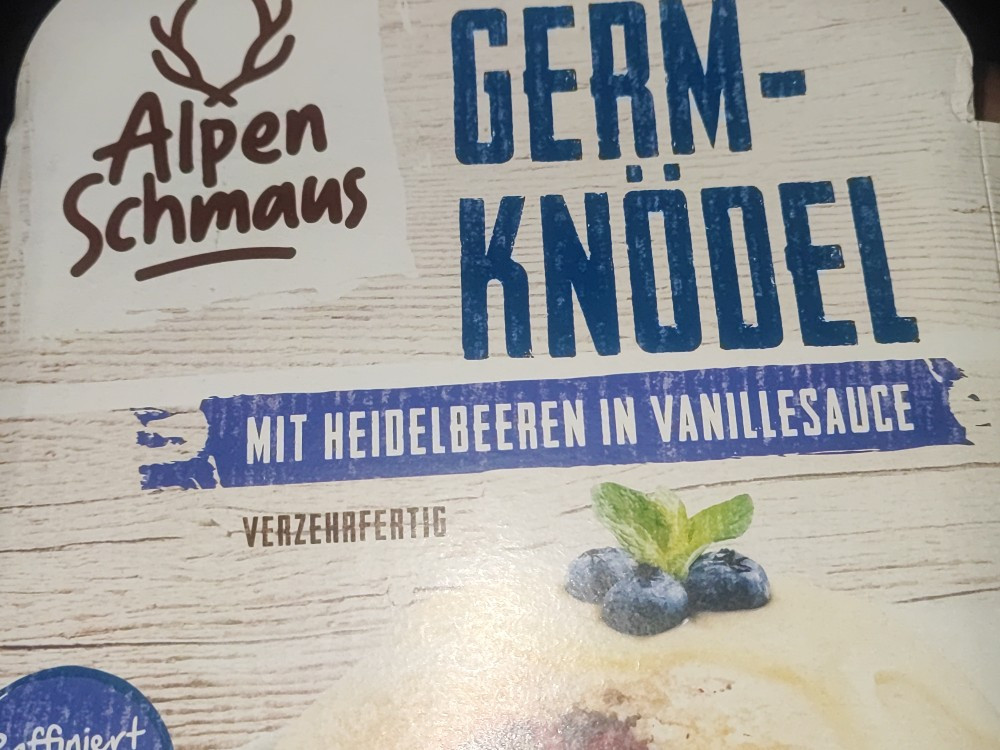 Alpen
Schmaus
GERM-
KNÖDEL
MIT HEIDELBEEREN IN VANILLESAUCE
VERZEHRFERTIG